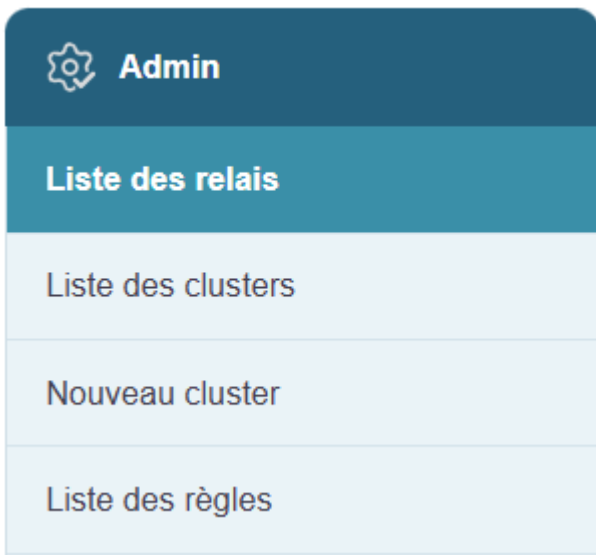 Admin
Liste des relais
Liste des clusters
Nouveau cluster
Liste des règles